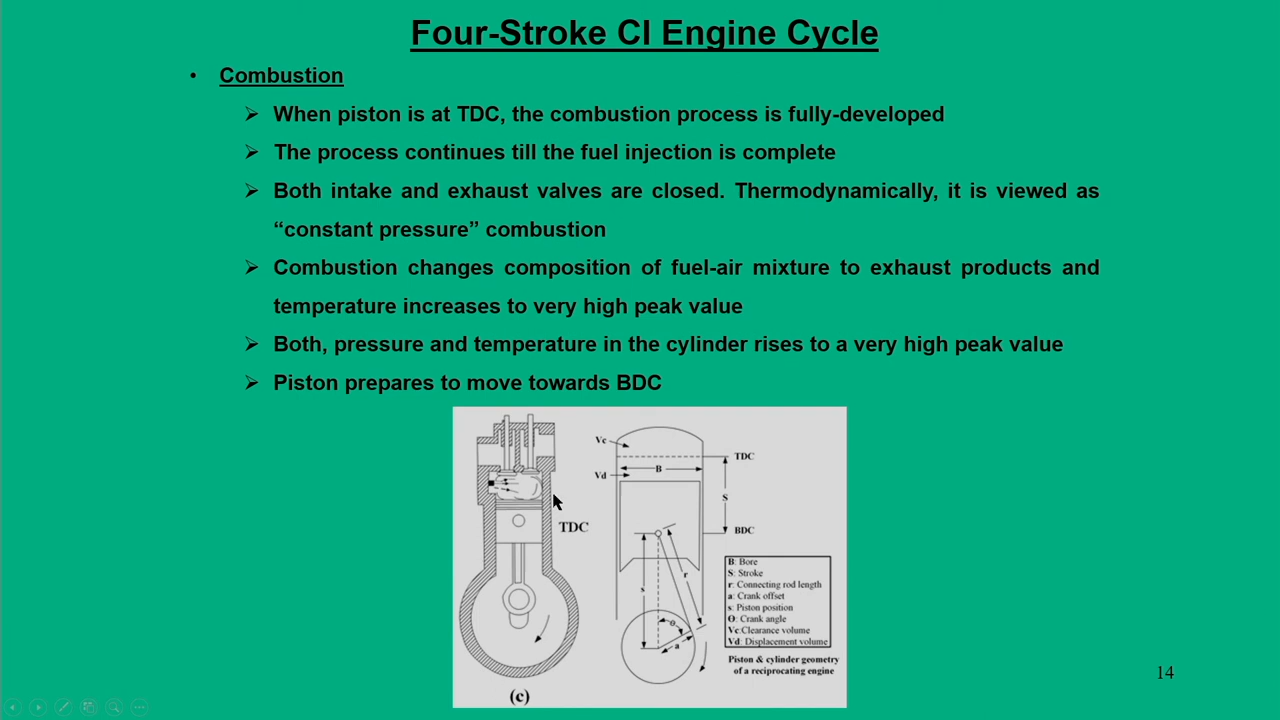 Four-Stroke CI Engine Cycle
• Combustion
➢ When piston is at TDC, the combustion process is fully-developed
➢ The process continues till the fuel injection is complete
➢ Both intake and exhaust valves are closed. Thermodynamically, it is viewed as
“constant pressure” combustion
➢ Combustion changes composition of fuel-air mixture to exhaust products and
temperature increases to very high peak value
➢ Both, pressure and temperature in the cylinder rises to a very high peak value
➢ Piston prepares to move towards BDC
TDC
(c)
Vc
TDC
B
Vd
S
BDC
r
s
Θ
a
B: Bore
S: Stroke
r: Connecting rod length
a: Crank offset
s: Piston position
Θ: Crank angle
Vc:Clearance volume
Vd: Displacement volume
Piston & cylinder geometry
of a reciprocating engine
14